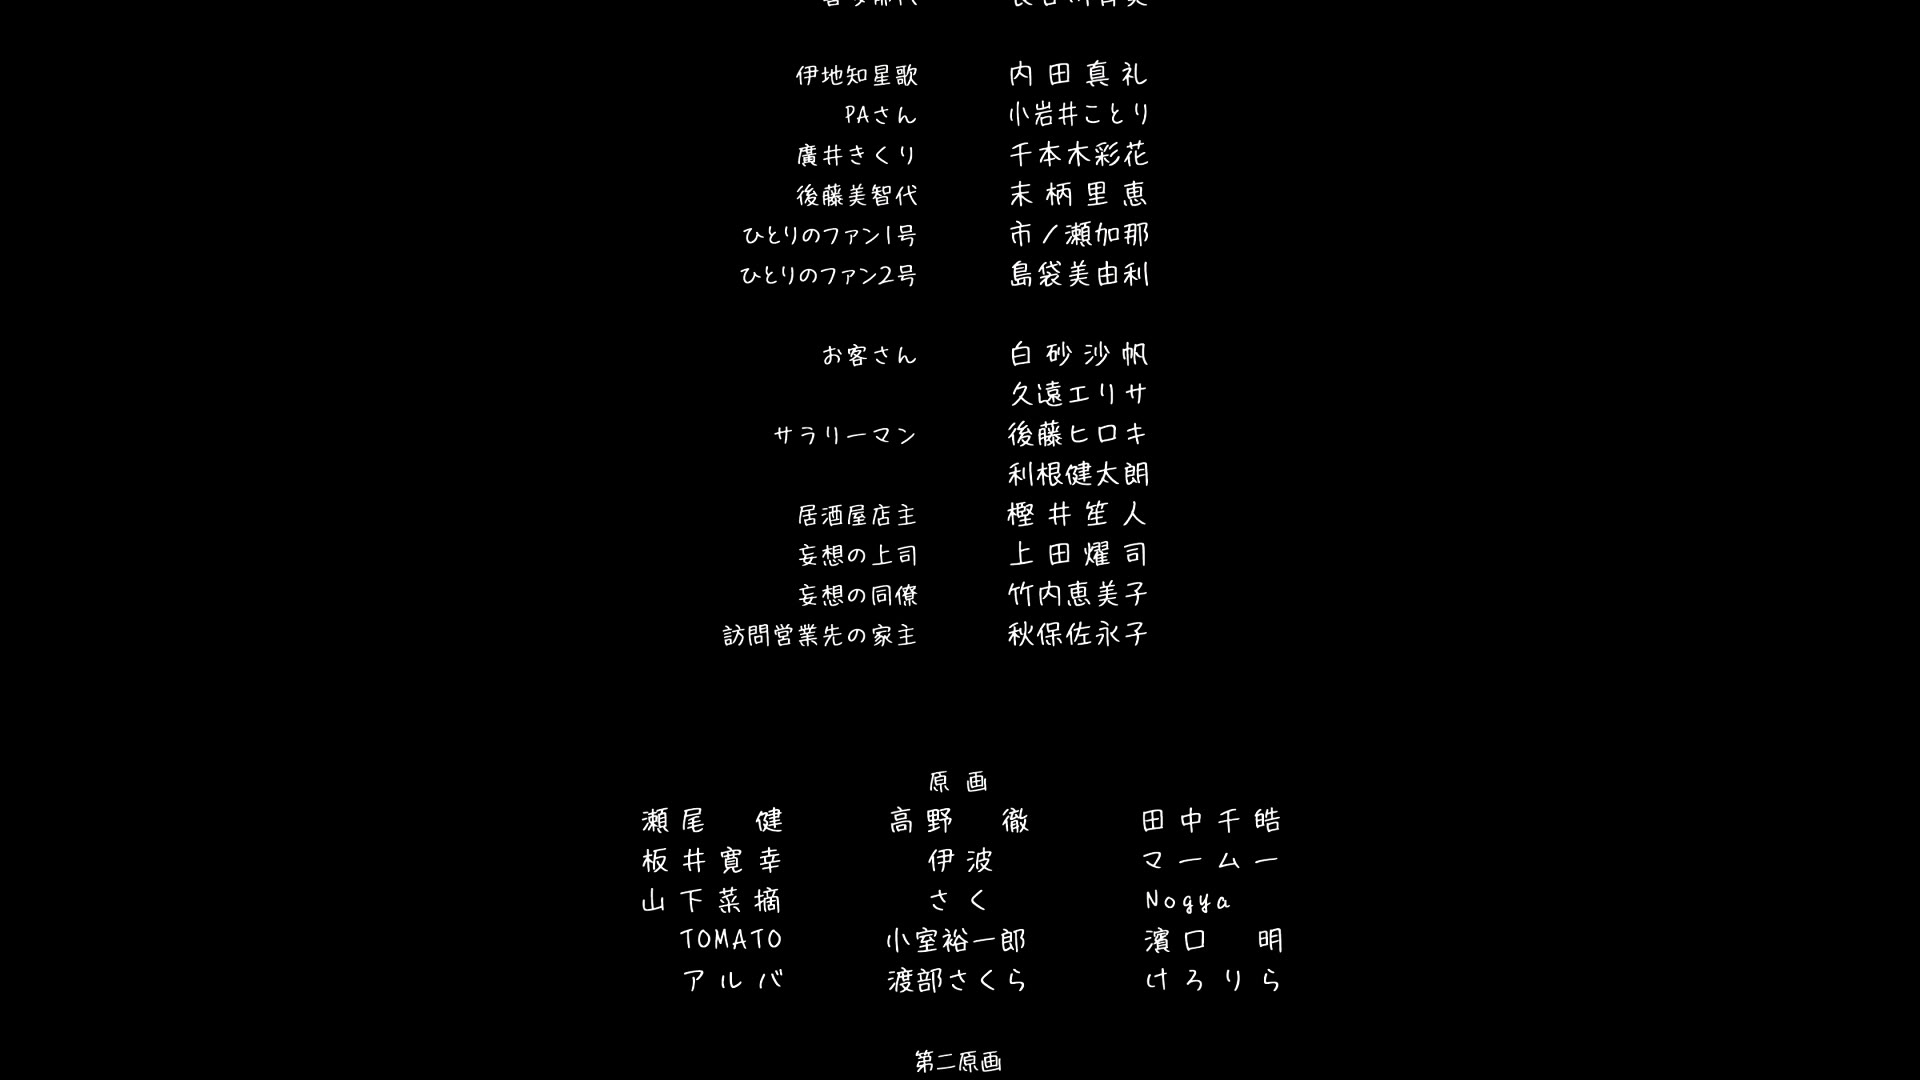 伊地知星歌 内田真礼
PAさん 小岩井ことり
廣井きくり 千本木彩花
後藤美智代 末柄里恵
ひとりのファン1号 市ノ瀬加那
ひとりのファン2号 島袋美由利
お客さん 白砂沙帆
久遠エリサ
サラリーマン 後藤ヒロキ
利根健太朗
居酒屋店主 樫井笙人
妄想の上司 上田燿司
妄想の同僚 竹内恵美子
訪問営業先の家主 秋保佐永子
原画
瀬尾 健 高野 徹 田中千皓
板井寛幸 伊波 マームー
山下菜摘 さく Nogya
TOMATO 小室裕一郎 濱口 明
アルバ 渡部さくら けろりら
第二原画